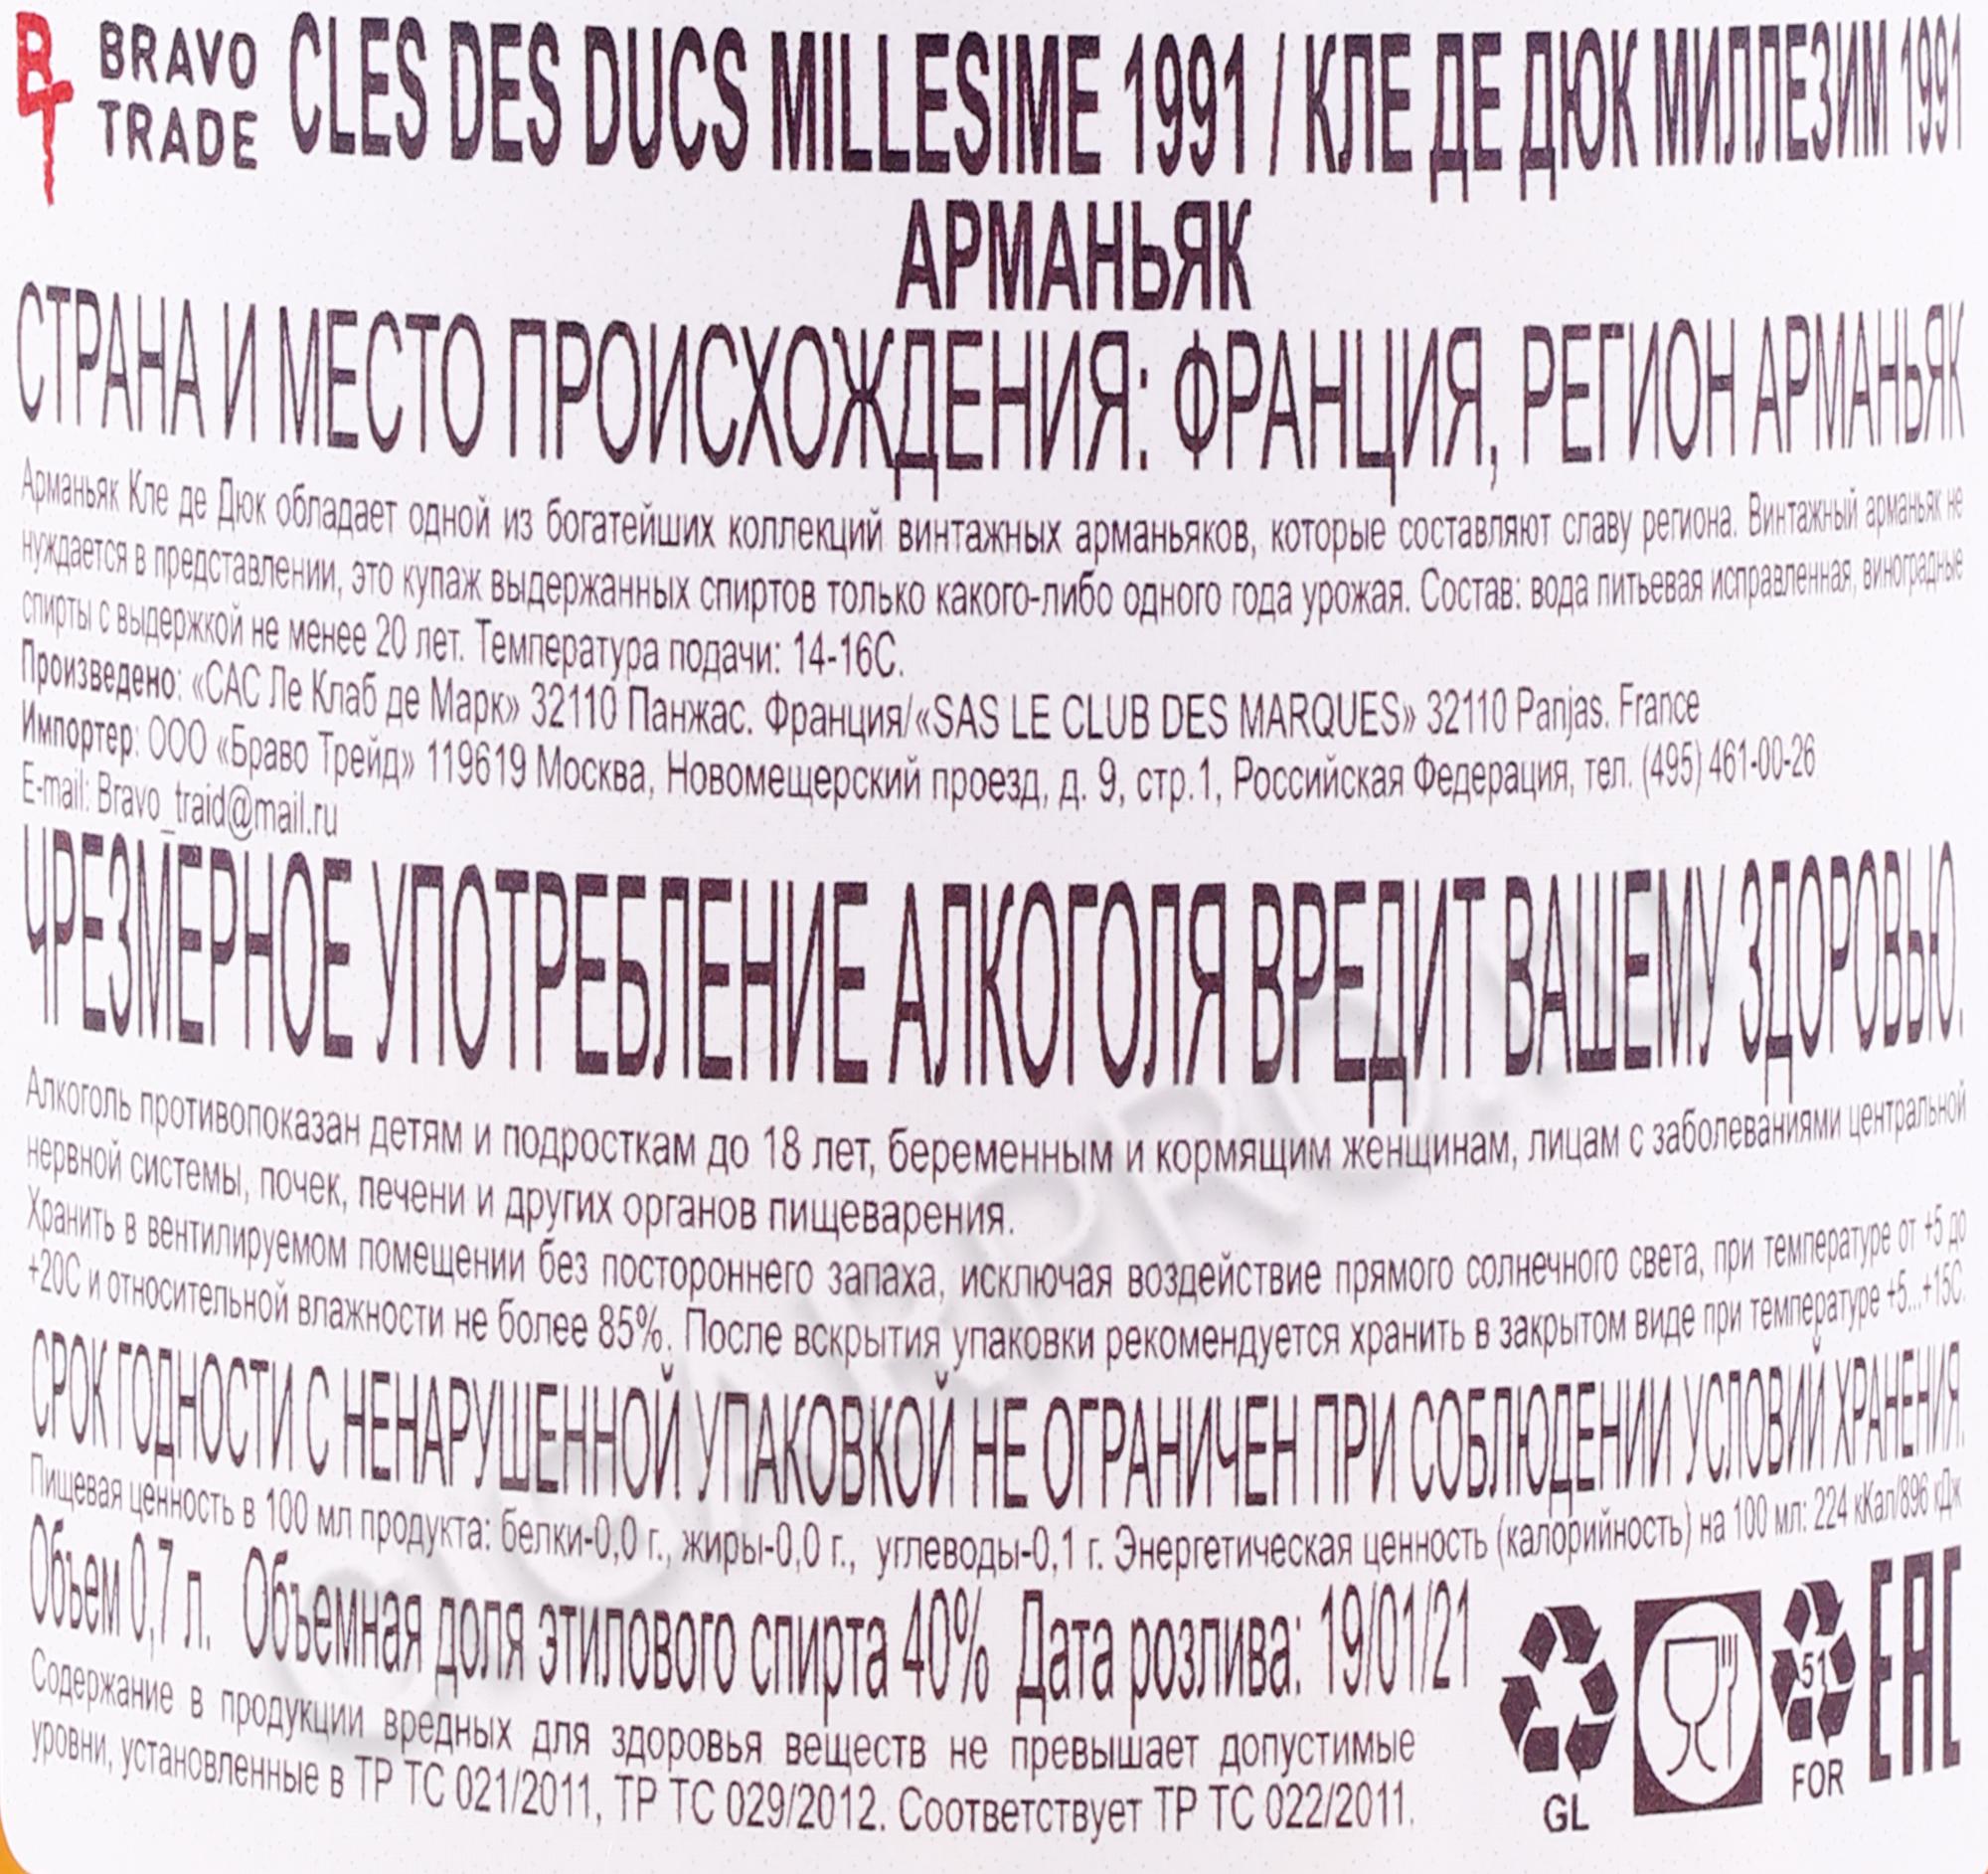 BRAVO
TRADE
CLES DES DUCS MILLESIME 1991 / КЛЕ ДЕ ДЮК МИЛЛЕЗИМ 1991
АРМАНЬЯК
СТРАНА И МЕСТО ПРОИСХОЖДЕНИЯ: ФРАНЦИЯ, РЕГИОН АРМАНЬЯК
Арманьяк Кле де Дюк обладает одной из богатейших коллекций винтажных арманьяков, которые составляют славу региона. Винтажный арманьяк не
нуждается в представлении, это купаж выдержанных спиртов только какого-либо одного года урожая. Состав: вода питьевая исправленная, виноградные
спирты с выдержкой не менее 20 лет. Температура подачи: 14-16С.
Произведено: «САС Ле Клаб де Марк» 32110 Панжас. Франция/«SAS LE CLUB DES MARQUES» 32110 Panjas. France
Импортер: ООО «Браво Трейд» 119619 Москва, Новомещерский проезд, д. 9, стр.1, Российская Федерация, тел. (495) 461-00-26
E-mail: Bravo_traid@mail.ru
ЧРЕЗМЕРНОЕ УПОТРЕБЛЕНИЕ АЛКОГОЛЯ ВРЕДИТ ВАШЕМУ ЗДОРОВЬЮ.
Алкоголь противопоказан детям и подросткам до 18 лет, беременным и кормящим женщинам, лицам с заболеваниями центральной
нервной системы, почек, печени и других органов пищеварения.
Хранить в вентилируемом помещении без постороннего запаха, исключая воздействие прямого солнечного света, при температуре от +5 до
+20С и относительной влажности не более 85%. После вскрытия упаковки рекомендуется хранить в закрытом виде при температуре +5...+15С.
СРОК ГОДНОСТИ С НЕНАРУШЕННОЙ УПАКОВКОЙ НЕ ОГРАНИЧЕН ПРИ СОБЛЮДЕНИИ УСЛОВИЙ ХРАНЕНИЯ.
Пищевая ценность в 100 мл продукта: белки-0,0 г., жиры-0,0 г., углеводы-0,1 г. Энергетическая ценность (калорийность) на 100 мл: 224 кКал/896 кДж
Объем 0,7 л. Объемная доля этилового спирта 40% Дата розлива: 19/01/21
Содержание в продукции вредных для здоровья веществ не превышает допустимые
уровни, установленные в ТР ТС 021/2011, ТР ТС 029/2012. Соответствует ТР ТС 022/2011.
GL
51
FOR
EAC
CIGARPRO.RU